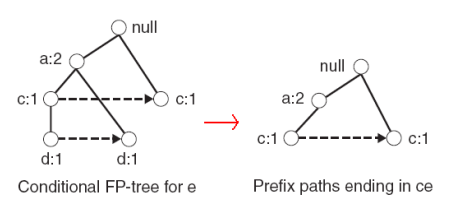 null
a:2
c:1
c:1
d:1
d:1
Conditional FP-tree for e
null
a:2
c:1
c:1
Prefix paths ending in ce